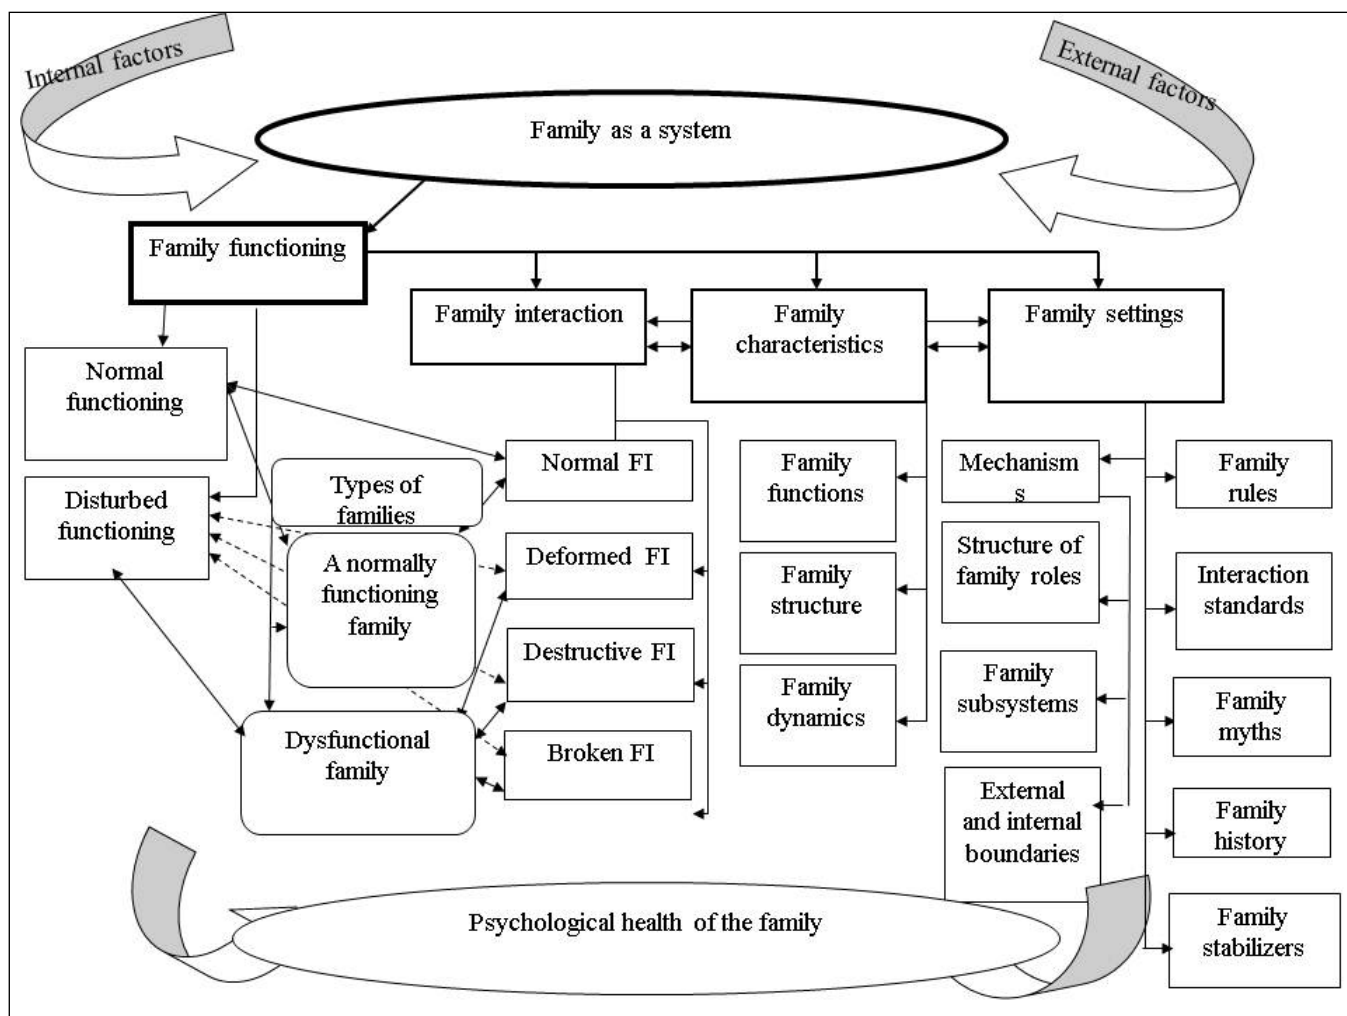 Internal factors
External factors
Family as a system
Family functioning
Family interaction
Family
characteristics
Family settings
Normal
functioning
Disturbed
functioning
Types of
families
A normally
functioning
family
Dysfunctional
family
Normal FI
Deformed FI
Destructive FI
Broken FI
Family
functions
Family
structure
Family
dynamics
Mechanism
s
Structure of
family roles
Family
subsystems
External
and internal
boundaries
Family
rules
Interaction
standards
Family
myths
Family
history
Family
stabilizers
Psychological health of the family